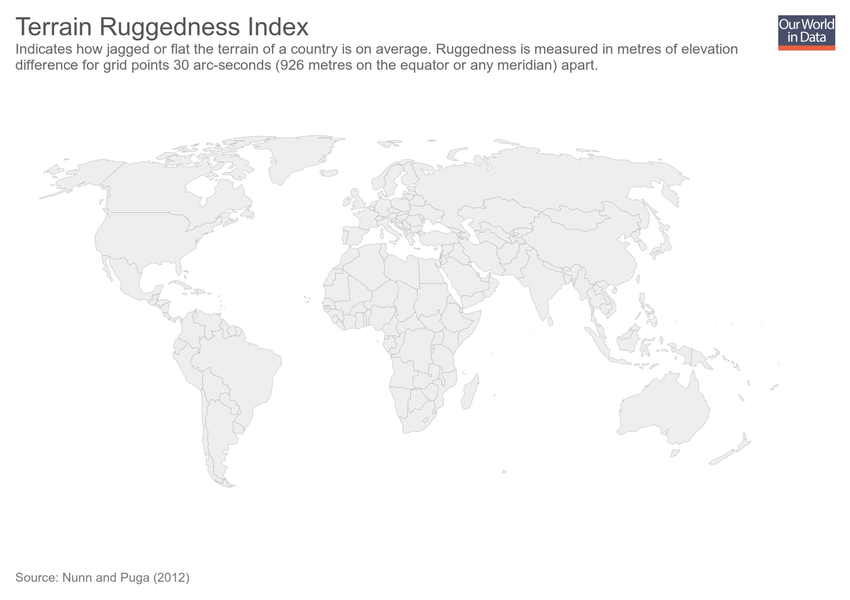 Terrain Ruggedness Index
Our World
in Data
Indicates how jagged or flat the terrain of a country is on average. Ruggedness is measured in metres of elevation
difference for grid points 30 arc-seconds (926 metres on the equator or any meridian) apart.
Source: Nunn and Puga (2012)